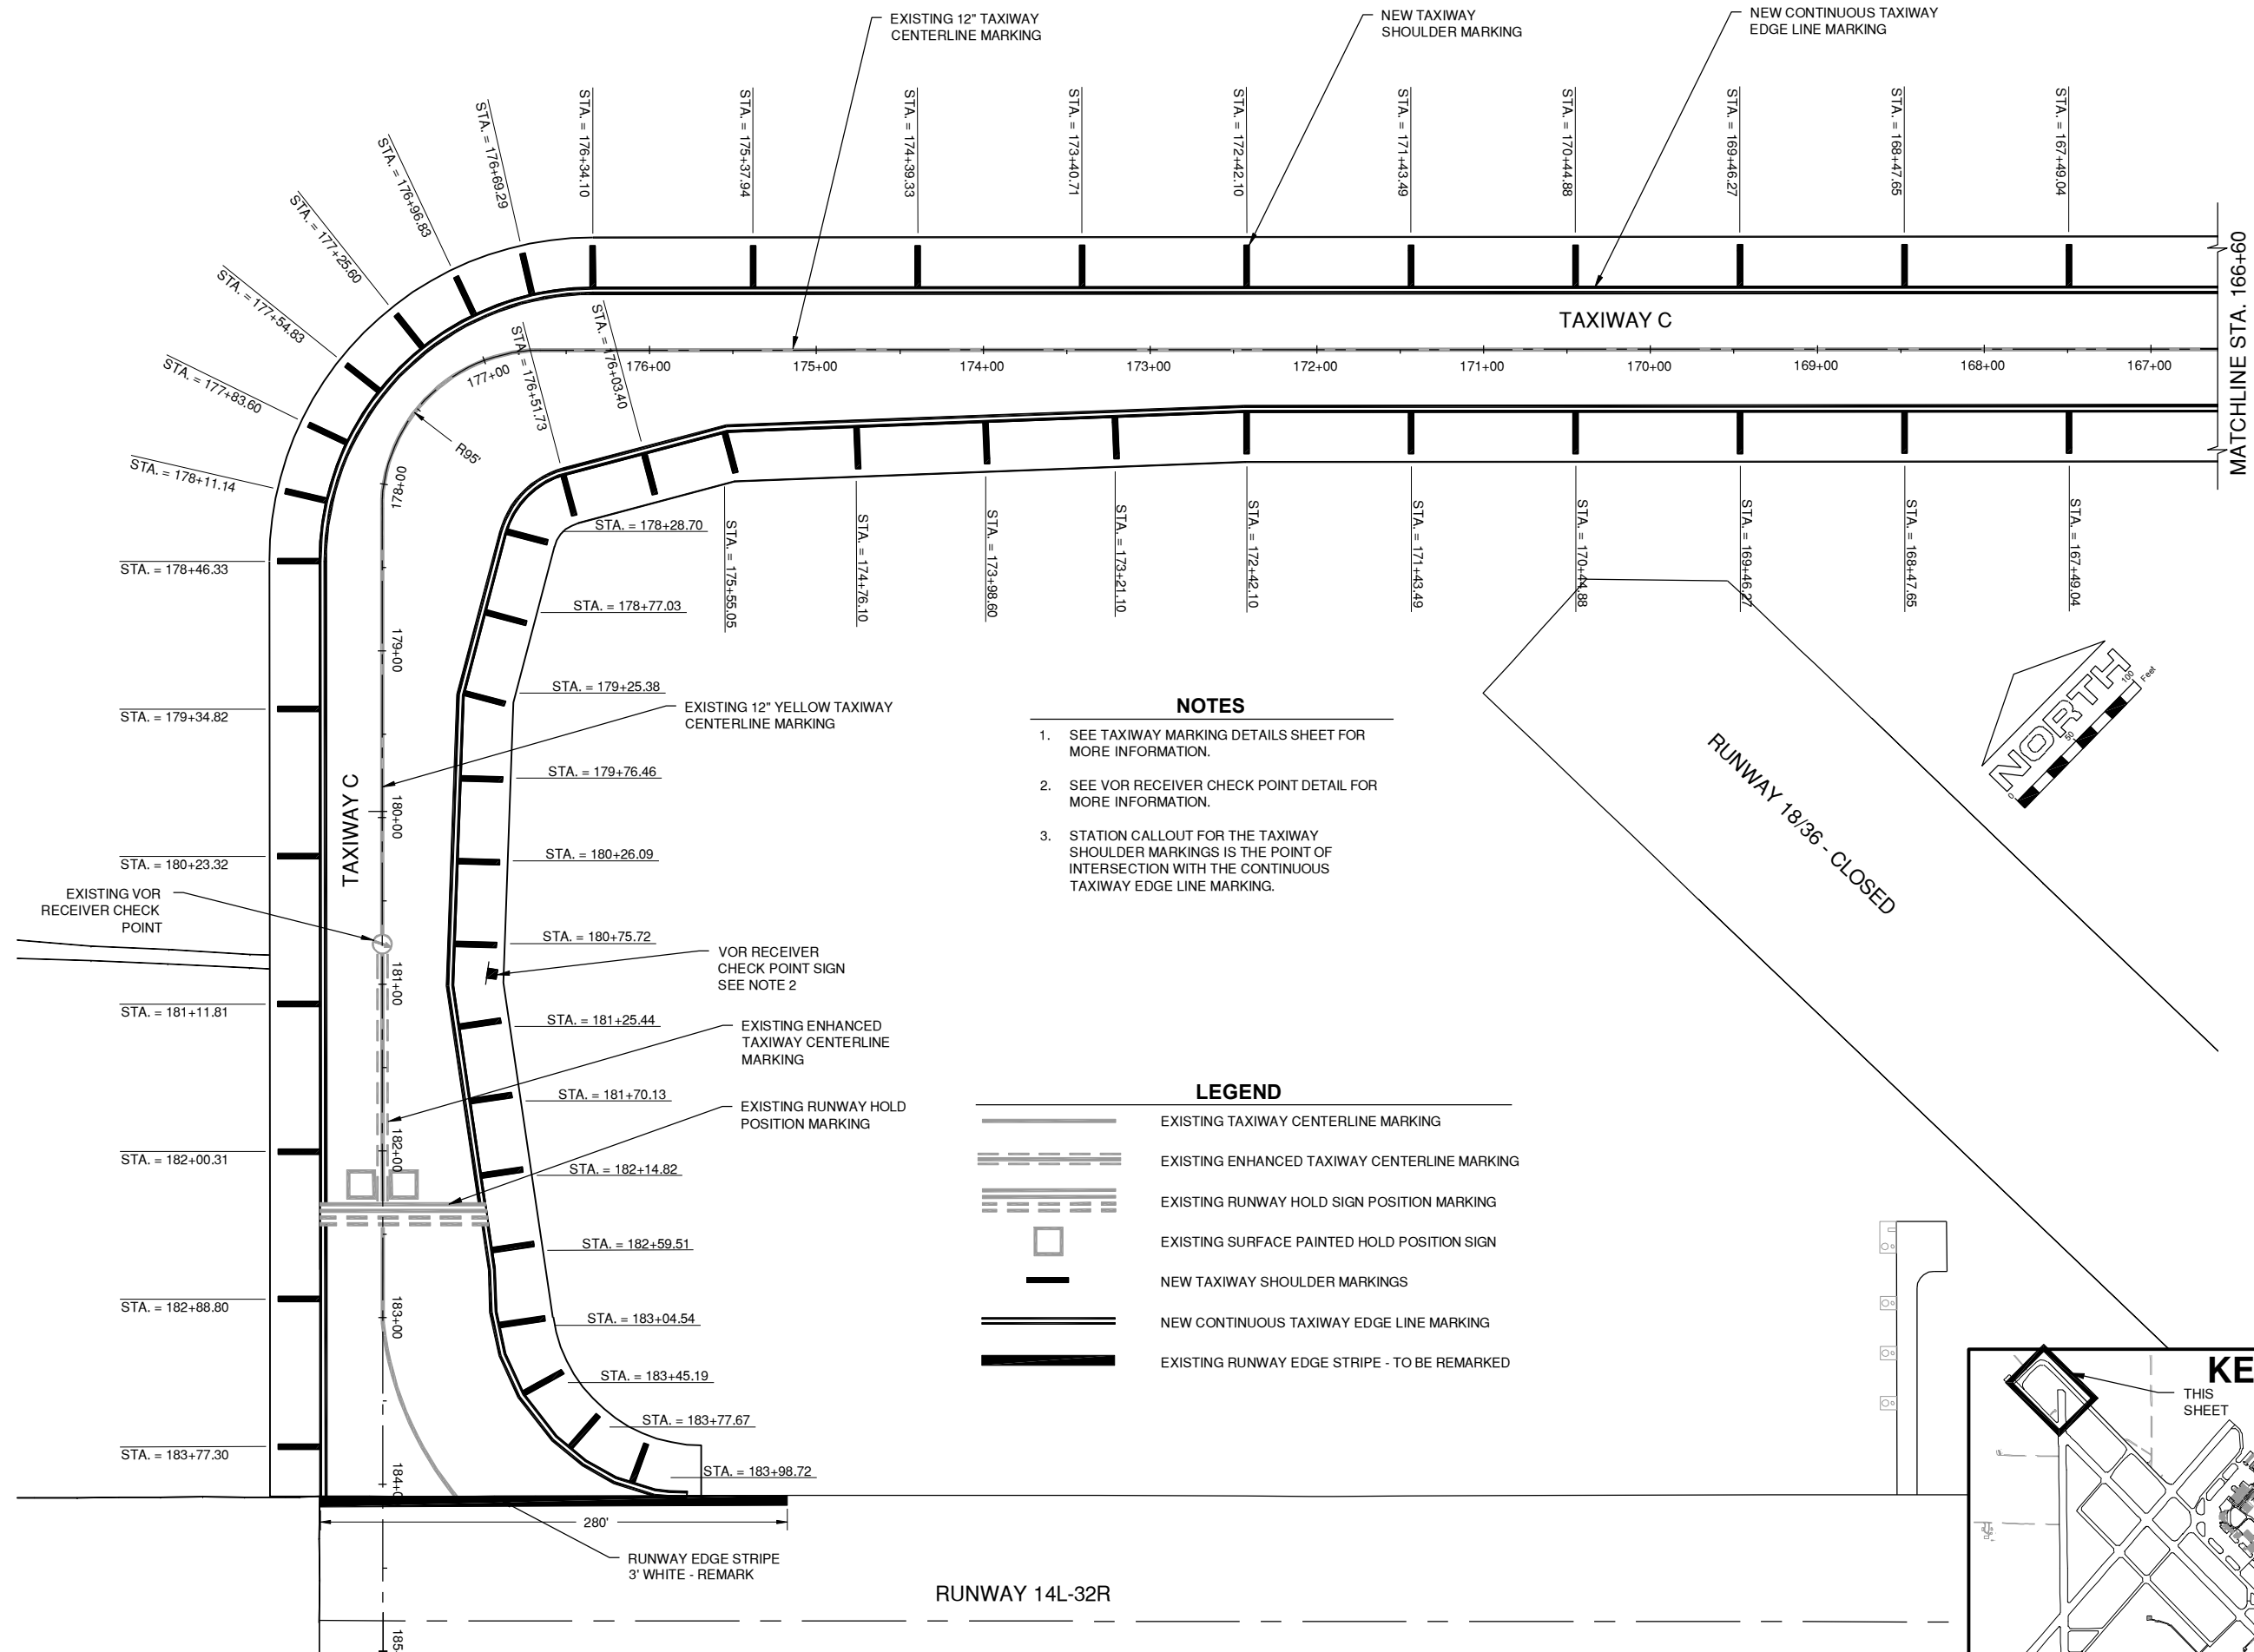 EXISTING 12" TAXIWAY
CENTERLINE MARKING
NEW TAXIWAY
SHOULDER MARKING
NEW CONTINUOUS TAXIWAY
EDGE LINE MARKING
STA. = 176+69.29
STA. = 176+34.10
STA. = 175+37.94
STA. = 174+39.33
STA. = 173+40.71
STA. = 172+42.10
STA. = 171+43.49
STA. = 170+44.88
STA. = 169+46.27
STA. = 168+47.65
STA. = 167+49.04
STA. = 176+96.83
STA. = 177+25.60
STA. = 177+54.83
STA. = 177+83.60
STA. = 178+11.14
MATCHLINE STA. 166+60
TAXIWAY C
177+00
176+00
175+00
174+00
173+00
172+00
171+00
170+00
169+00
168+00
167+00
STA. = 176+51.73
STA. = 176+03.40
R95'
178+00
STA. = 178+28.70
STA. = 175+55.05
STA. = 174+76.10
STA. = 173+98.60
STA. = 173+21.10
STA. = 172+42.10
STA. = 171+43.49
STA. = 170+44.88
STA. = 169+46.27
STA. = 168+47.65
STA. = 167+49.04
STA. = 178+46.33
STA. = 178+77.03
179+00
STA. = 179+25.38
STA. = 179+34.82
EXISTING 12" YELLOW TAXIWAY
CENTERLINE MARKING
STA. = 179+76.46
TAXIWAY C
180+00
STA. = 180+26.09
STA. = 180+23.32
EXISTING VOR
RECEIVER CHECK
POINT
STA. = 180+75.72
VOR RECEIVER
CHECK POINT SIGN
SEE NOTE 2
181+00
STA. = 181+11.81
STA. = 181+25.44
EXISTING ENHANCED
TAXIWAY CENTERLINE
MARKING
STA. = 181+70.13
EXISTING RUNWAY HOLD
POSITION MARKING
182+00
STA. = 182+00.31
STA. = 182+14.82
STA. = 182+59.51
STA. = 182+88.80
183+00
STA. = 183+04.54
STA. = 183+45.19
STA. = 183+77.67
STA. = 183+77.30
STA. = 183+98.72
184+0
280'
RUNWAY EDGE STRIPE
3' WHITE - REMARK
RUNWAY 14L-32R
185
NOTES
1. SEE TAXIWAY MARKING DETAILS SHEET FOR
MORE INFORMATION.
2. SEE VOR RECEIVER CHECK POINT DETAIL FOR
MORE INFORMATION.
3. STATION CALLOUT FOR THE TAXIWAY
SHOULDER MARKINGS IS THE POINT OF
INTERSECTION WITH THE CONTINUOUS
TAXIWAY EDGE LINE MARKING.
RUNWAY 18/36 - CLOSED
NORTH
0
50
100
Feet
LEGEND
EXISTING TAXIWAY CENTERLINE MARKING
EXISTING ENHANCED TAXIWAY CENTERLINE MARKING
EXISTING RUNWAY HOLD SIGN POSITION MARKING
EXISTING SURFACE PAINTED HOLD POSITION SIGN
NEW TAXIWAY SHOULDER MARKINGS
NEW CONTINUOUS TAXIWAY EDGE LINE MARKING
EXISTING RUNWAY EDGE STRIPE - TO BE REMARKED
KE
THIS
SHEET